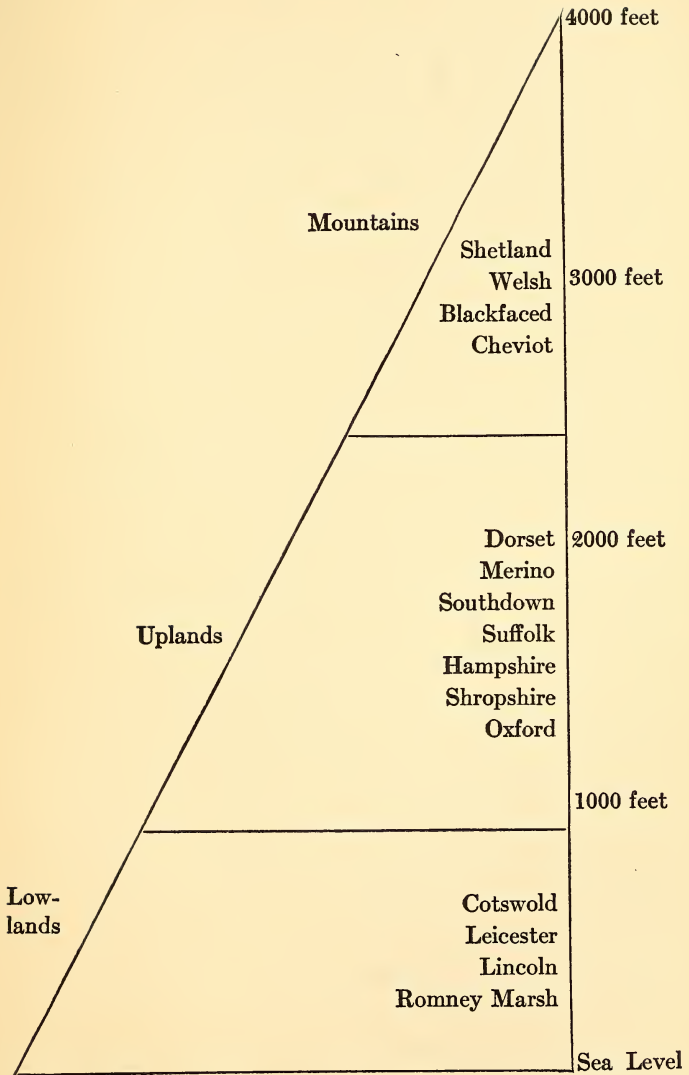 4000 feet
Mountains
Shetland
Welsh
3000 feet
Blackfaced
Cheviot
Dorset
2000 feet
Merino
Southdown
Suffolk
Uplands
Hampshire
Shropshire
Oxford
1000 feet
Low-
lands
Cotswold
Leicester
Lincoln
Romney Marsh
Sea Level